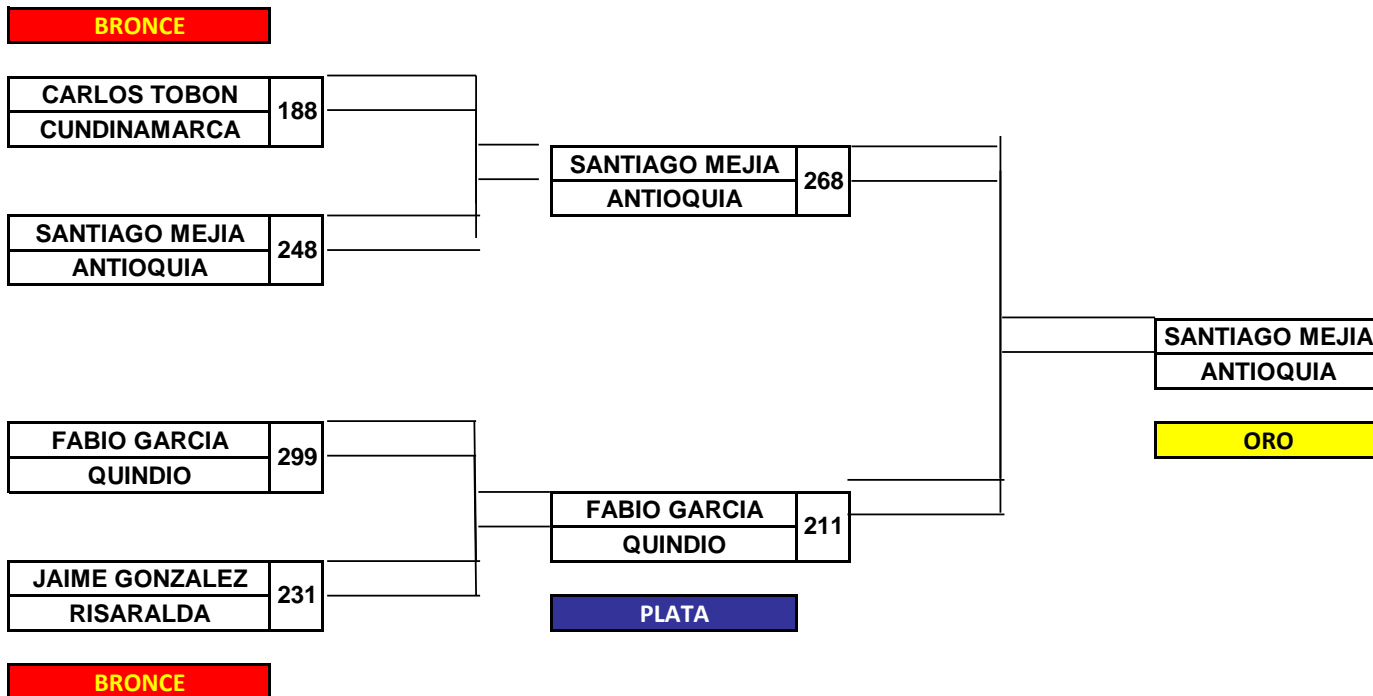 BRONCE
CARLOS TOBON
188
CUNDINAMARCA
SANTIAGO MEJIA
268
ANTIOQUIA
SANTIAGO MEJIA
248
ANTIOQUIA
SANTIAGO MEJIA
ANTIOQUIA
FABIO GARCIA
299
QUINDIO
ORO
FABIO GARCIA
211
QUINDIO
JAIME GONZALEZ
231
RISARALDA
PLATA
BRONCE